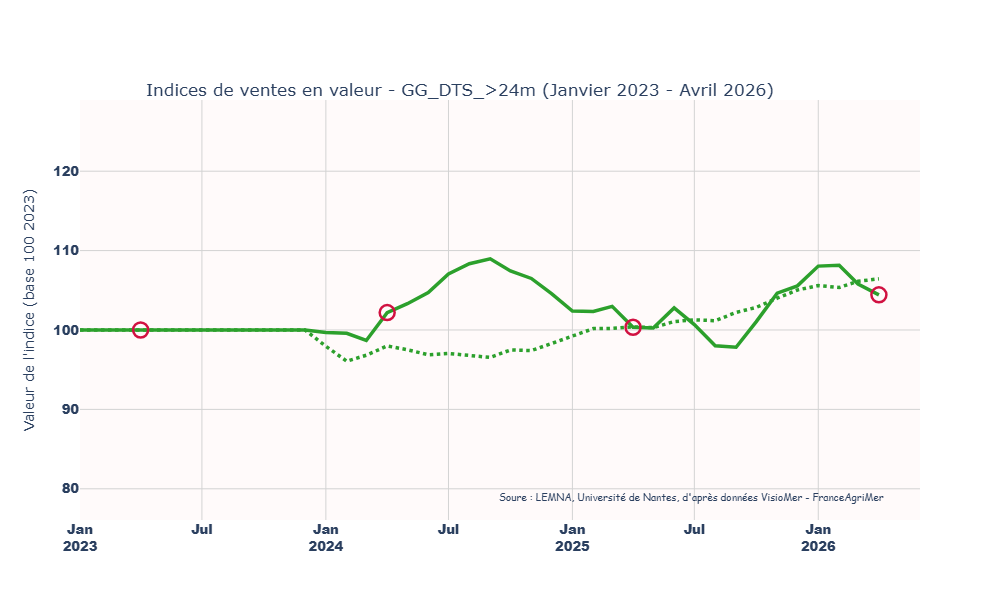 Indices de ventes en valeur - GG_DTS_>24m (Janvier 2023 - Avril 2026)
Valeur de l'indice (base 100 2023)
120
110
100
90
80
Soure : LEMNA, Université de Nantes, d'après données VisioMer - FranceAgriMer
Jan Jul Jan Jul Jan Jul Jan
2023 2024 2025 2026